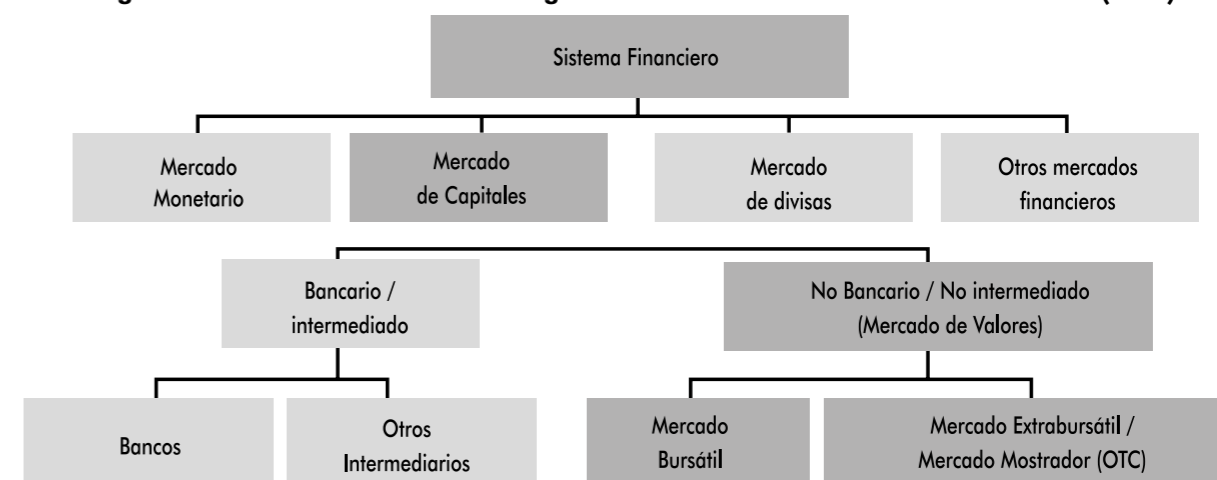 Sistema Financiero
Mercado
Monetario
Mercado
de Capitales
Mercado
de divisas
Otros mercados
financieros
Bancario /
intermediado
No Bancario / No intermediado
(Mercado de Valores)
Bancos
Otros
Intermediarios
Mercado
Bursátil
Mercado Extrabursátil /
Mercado Mostrador (OTC)